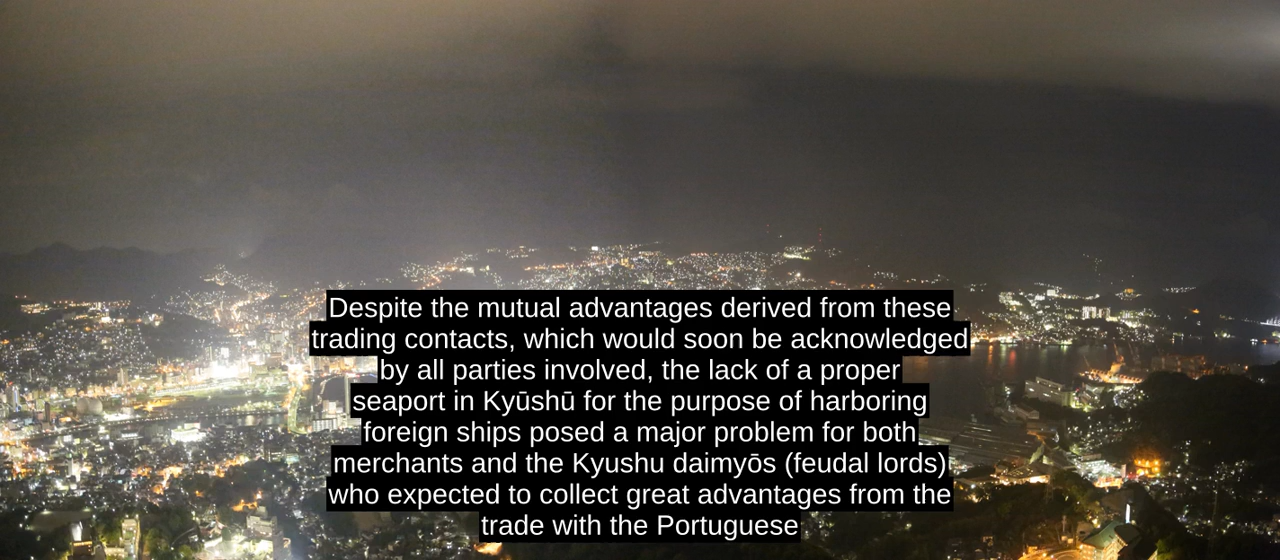 Despite the mutual advantages derived from these
trading contacts, which would soon be acknowledged
by all parties involved, the lack of a proper
seaport in Kyūshū for the purpose of harboring
foreign ships posed a major problem for both
merchants and the Kyushu daimyōs (feudal lords)
who expected to collect great advantages from the
trade with the Portuguese